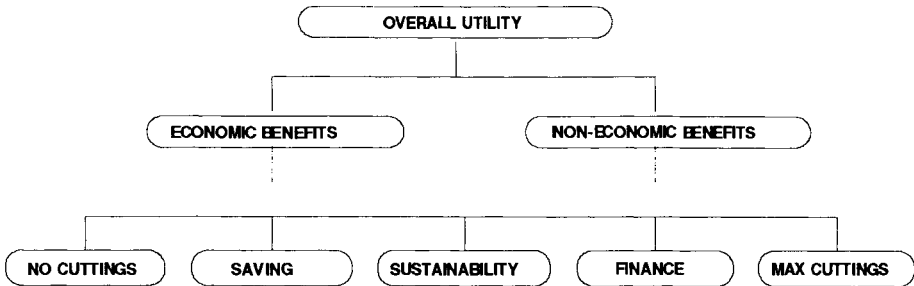 OVERALL UTILITY
ECONOMIC BENEFITS
NON-ECONOMIC BENEFITS
NO CUTTINGS
SAVING
SUSTAINABILITY
FINANCE
MAX CUTTINGS